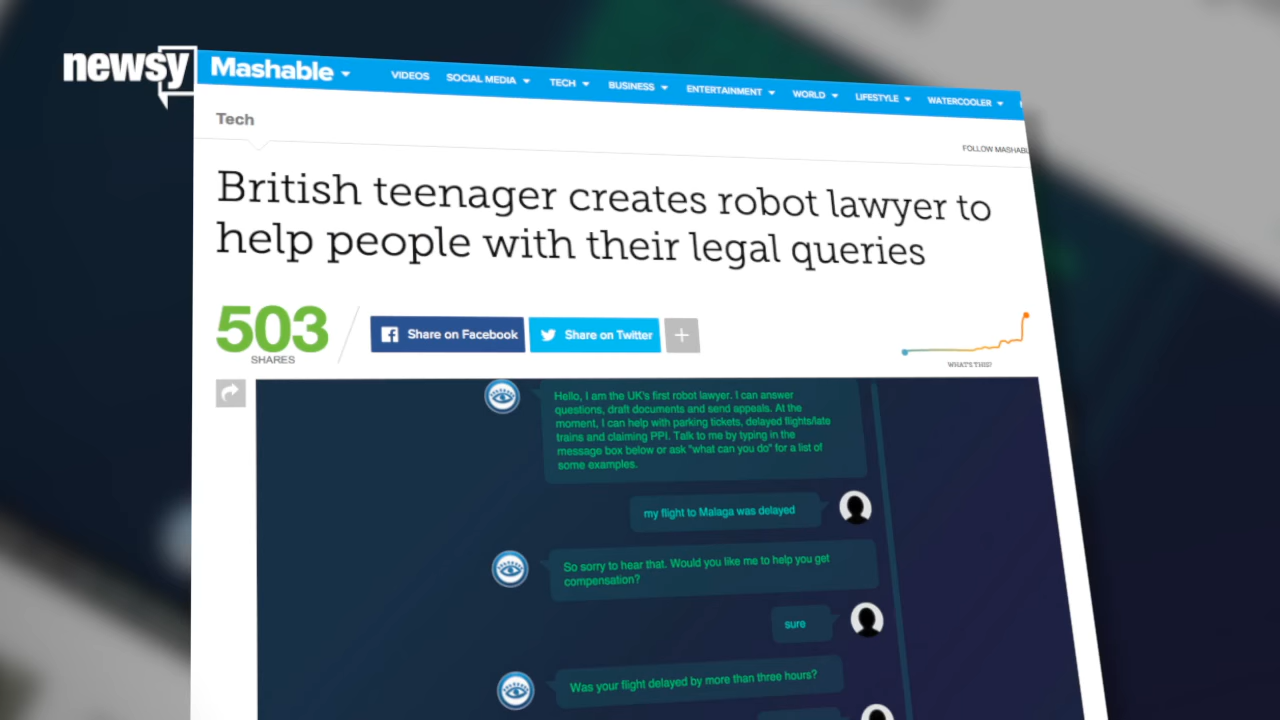 newsy
Mashable
VIDEOS SOCIAL MEDIA TECH BUSINESS ENTERTAINMENT WORLD LIFESTYLE WATERCOOLER
Tech
FOLLOW MASHABL
British teenager creates robot lawyer to
help people with their legal queries
503
SHARES
Share on Facebook
Share on Twitter
+
WHAT'S THIS?
Hello, I am the UK's first robot lawyer. I can answer
questions, draft documents and send appeals. At the
moment, I can help with parking tickets, delayed flights/late
trains and claiming PPI. Talk to me by typing in the
message box below or ask "what can you do" for a list of
some examples.
my flight to Malaga was delayed
So sorry to hear that. Would you like me to help you get
compensation?
sure
Was your flight delayed by more than three hours?